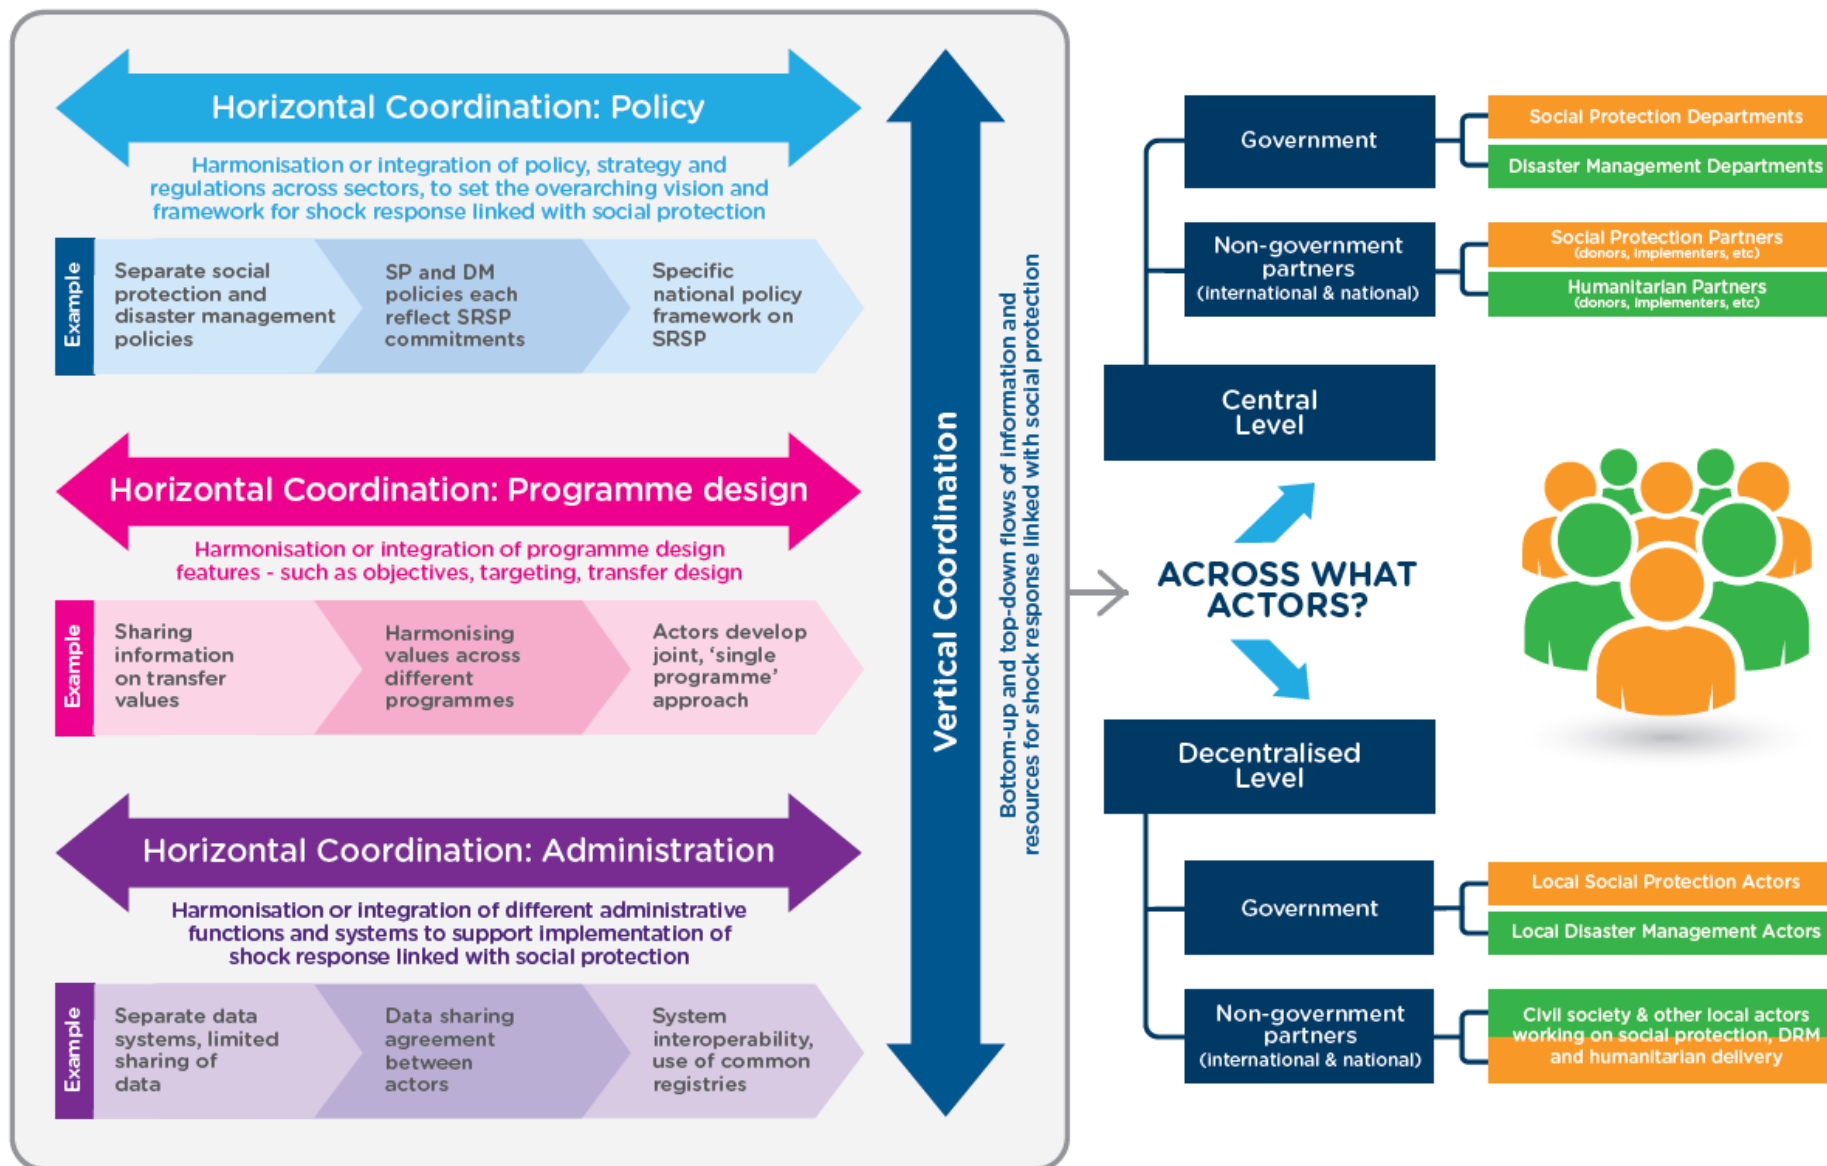 Horizontal Coordination: Policy
Harmonisation or integration of policy, strategy and
regulations across sectors, to set the overarching vision and
framework for shock response linked with social protection
Example
Separate social
protection and
disaster management
policies
SP and DM
policies each
reflect SRSP
commitments
Specific
national policy
framework on
SRSP
Horizontal Coordination: Programme design
Harmonisation or integration of programme design
features - such as objectives, targeting, transfer design
Example
Sharing
information
on transfer
values
Harmonising
values across
different
programmes
Actors develop
joint, ‘single
programme’
approach
Horizontal Coordination: Administration
Harmonisation or integration of different administrative
functions and systems to support implementation of
shock response linked with social protection
Example
Separate data
systems, limited
sharing of
data
Data sharing
agreement
between
actors
System
interoperability,
use of common
registries
Vertical Coordination
Bottom-up and top-down flows of information and
resources for shock response linked with social protection
ACROSS WHAT
ACTORS?
Government
Social Protection Departments
Disaster Management Departments
Non-government
partners
(international & national)
Social Protection Partners
(donors, implementers, etc)
Humanitarian Partners
(donors, implementers, etc)
Central
Level
Decentralised
Level
Government
Local Social Protection Actors
Local Disaster Management Actors
Non-government
partners
(international & national)
Civil society & other local actors
working on social protection, DRM
and humanitarian delivery